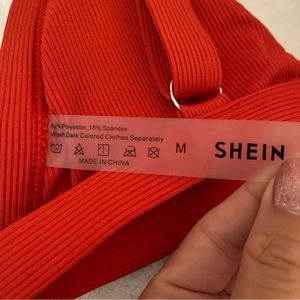 82% Polyester, 18% Spandex
Wash Dark Colored Clothes Separately
M SHEIN
MADE IN CHINA